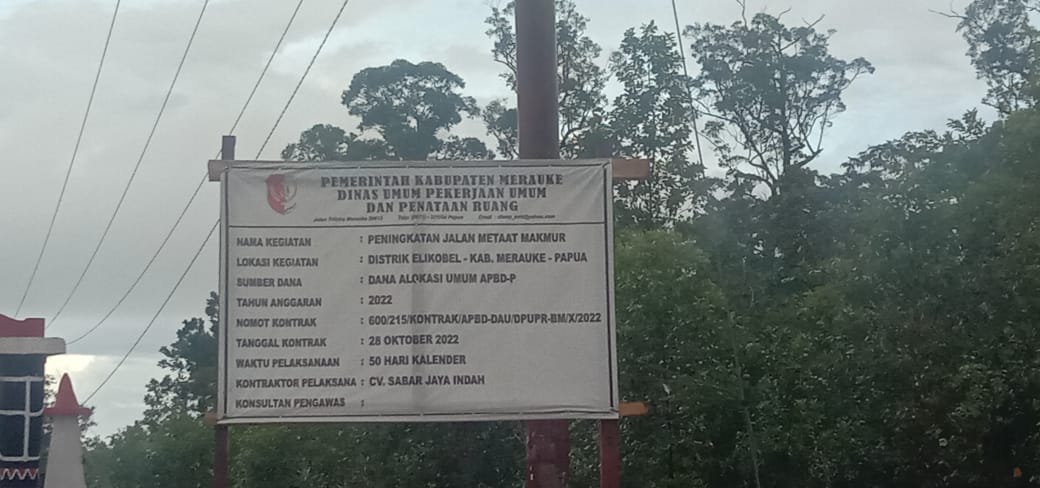 PEMERINTAH KABUPATEN MERAUKE
DINAS UMUM PEKERJAAN UMUM
DAN PENATAAN RUANG
Email :
NAMA KEGIATAN : PENINGKATAN JALAN METAAT MAKMUR
LOKASI KEGIATAN : DISTRIK ELIKOBEL - KAB. MERAUKE - PAPUA
SUMBER DANA : DANA ALOKASI UMUM APBD-P
TAHUN ANGGARAN : 2022
NOMOT KONTRAK : 600/215/KONTRAK/APBD-DAU/DPUPR-BM/X/2022
TANGGAL KONTRAK : 28 OKTOBER 2022
WAKTU PELAKSANAAN : 50 HARI KALENDER
KONTRAKTOR PELAKSANA : CV. SABAR JAYA INDAH
KONSULTAN PENGAWAS :